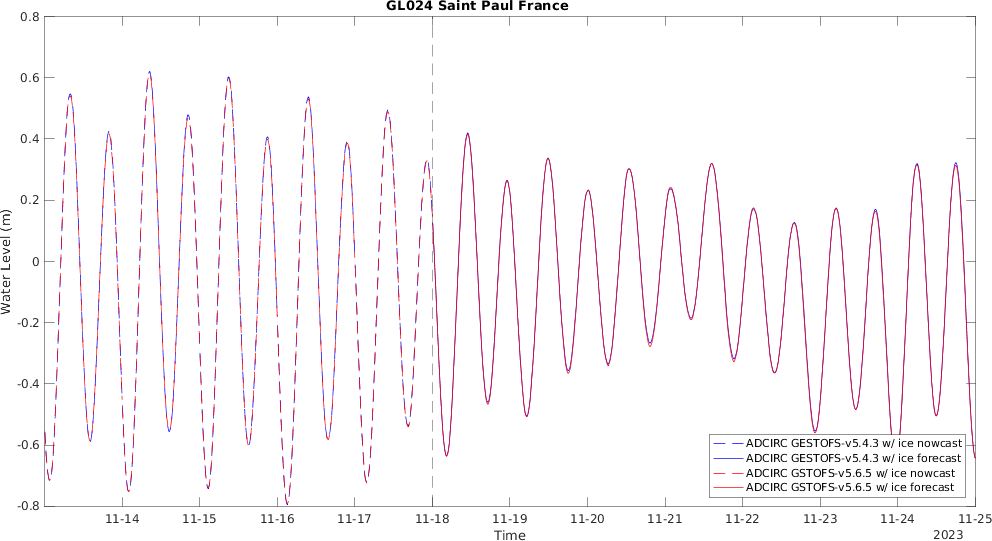 GL024 Saint Paul France
0.8
0.6
0.4
0.2
0
-0.2
-0.4
-0.6
-0.8
Water Level (m)
ADCIRC GESTOFS-v5.4.3 w/ ice nowcast
ADCIRC GESTOFS-v5.4.3 w/ ice forecast
ADCIRC GSTOFS-v5.6.5 w/ ice nowcast
ADCIRC GSTOFS-v5.6.5 w/ ice forecast
11-14 11-15 11-16 11-17 11-18 11-19 11-20 11-21 11-22 11-23 11-24 11-25
Time
2023